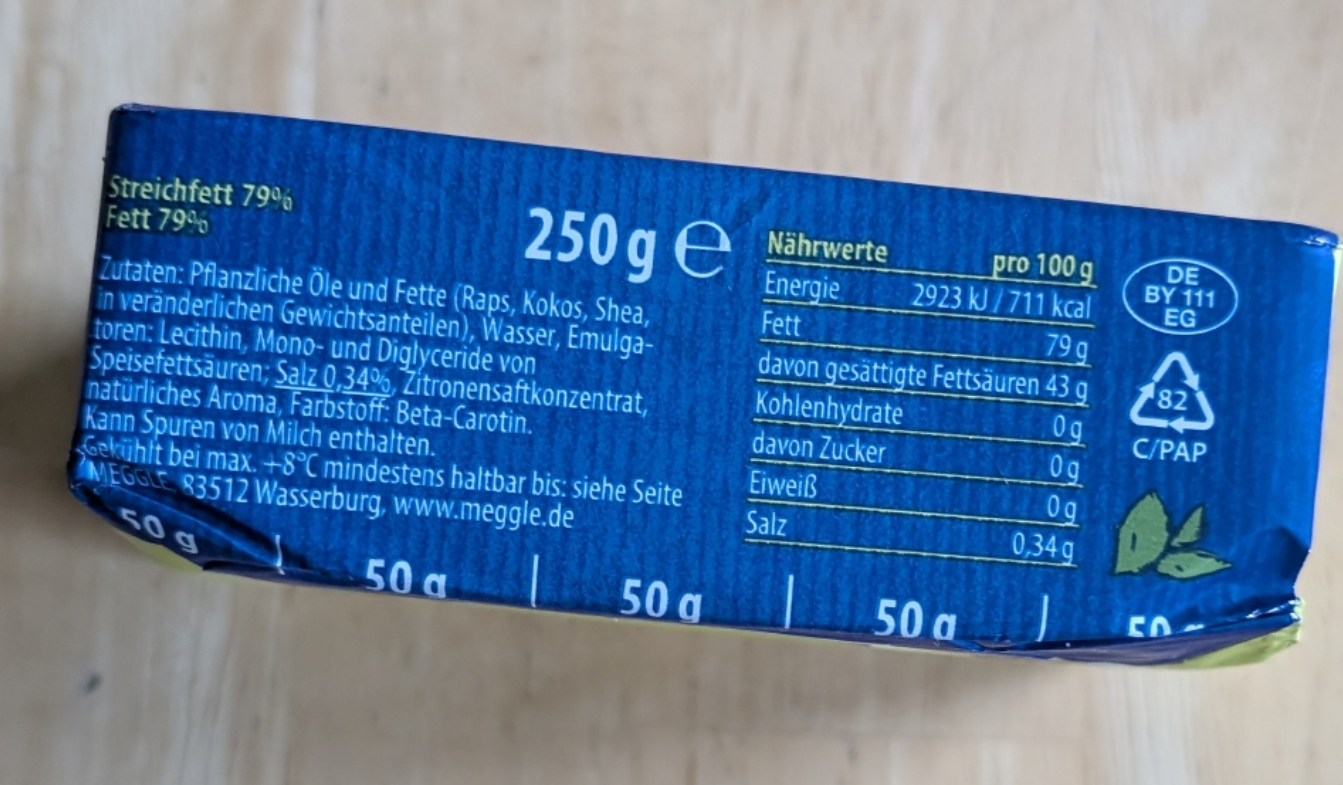 Streichfett 79%
Fett 79%
Zutaten: Pflanzliche Öle und Fette (Raps, Kokos, Shea,
in veränderlichen Gewichtsanteilen), Wasser, Emulga-
toren: Lecithin, Mono- und Diglyceride von
Speisefettsäuren; Salz 0,34%, Zitronensaftkonzentrat,
natürliches Aroma, Farbstoff: Beta-Carotin.
Kann Spuren von Milch enthalten.
Gekühlt bei max. +8°C mindestens haltbar bis: siehe Seite
MEGGLE, 83512 Wasserburg, www.meggle.de
250 g e
Nährwerte pro 100 g
Energie 2923 kJ / 711 kcal
Fett 79 g
davon gesättigte Fettsäuren 43 g
Kohlenhydrate 0 g
davon Zucker 0 g
Eiweiß 0 g
Salz 0,34 g
DE
BY 111
EG
82
C/PAP
50 g | 50 g | 50 g | 50 g | 50 g